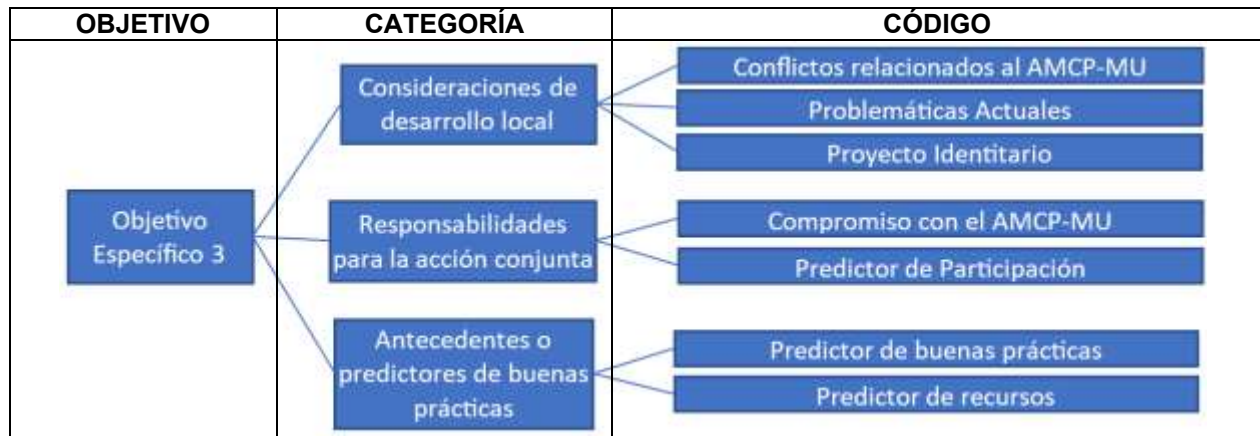 OBJETIVO CATEGORÍA CÓDIGO
Objetivo
Específico 3
Consideraciones de
desarrollo local
Conflictos relacionados al AMCP-MU
Problemáticas Actuales
Proyecto Identitario
Responsabilidades
para la acción conjunta
Compromiso con el AMCP-MU
Predictor de Participación
Antecedentes o
predictores de buenas
prácticas
Predictor de buenas prácticas
Predictor de recursos